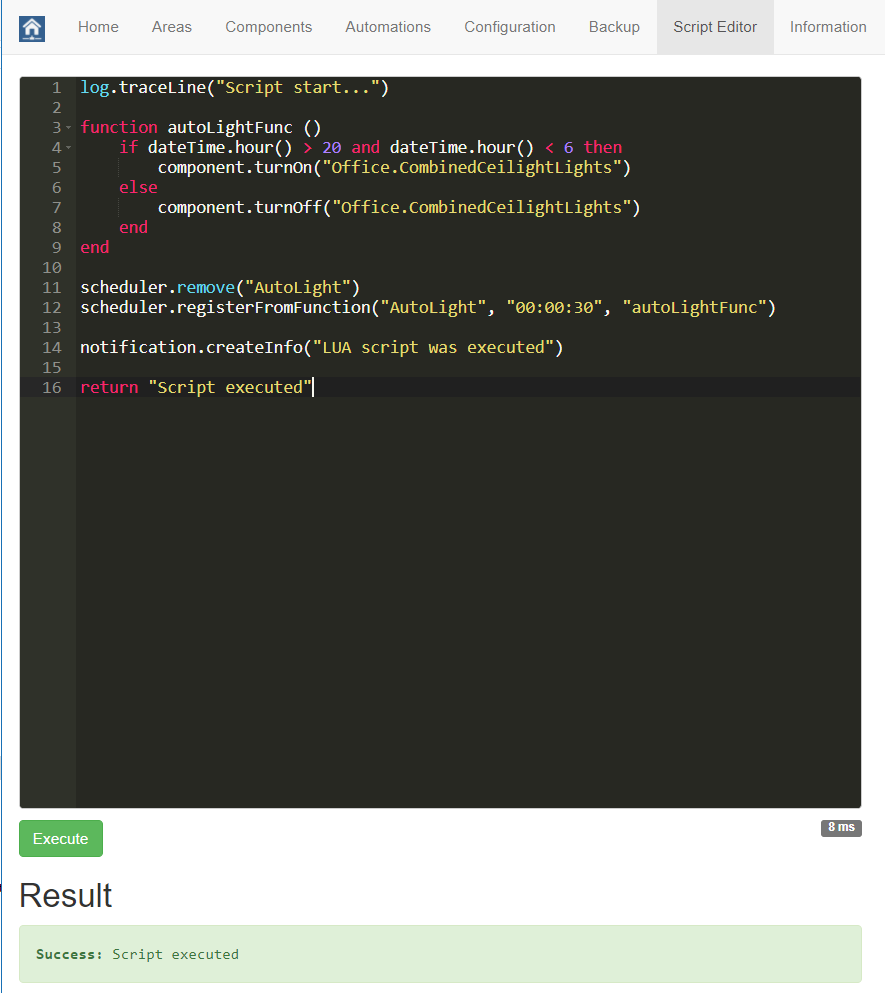 Home Areas Components Automations Configuration Backup Script Editor Information
1 log.traceLine("Script start...")
2
3 function autoLightFunc ()
4     if dateTime.hour() > 20 and dateTime.hour() < 6 then
5         component.turnOn("Office.CombinedCeilightLights")
6     else
7         component.turnOff("Office.CombinedCeilightLights")
8     end
9 end
10
11 scheduler.remove("AutoLight")
12 scheduler.registerFromFunction("AutoLight", "00:00:30", "autoLightFunc")
13
14 notification.createInfo("LUA script was executed")
15
16 return "Script executed"
Execute 8 ms
Result
Success: Script executed